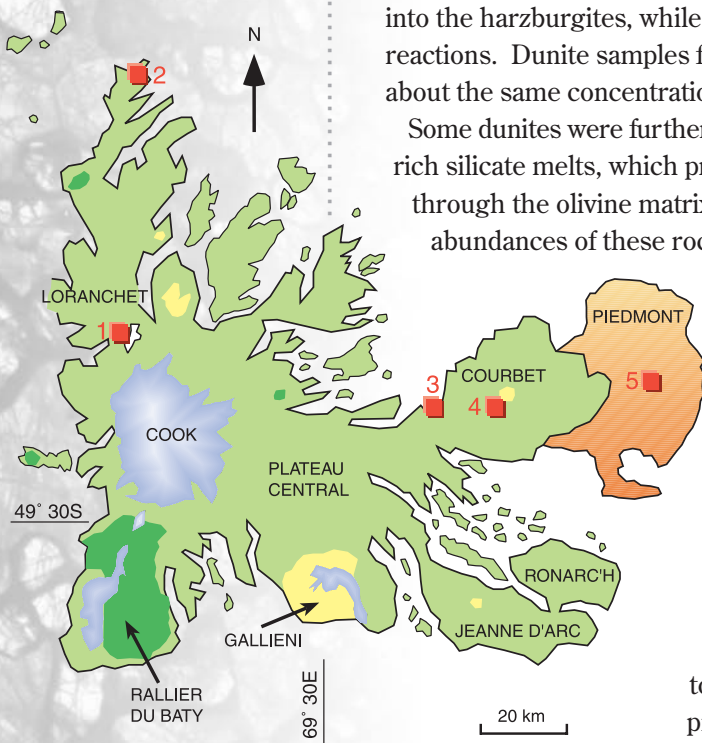 into the harzburgites, while
reactions. Dunite samples f
about the same concentratio
Some dunites were further
rich silicate melts, which pr
through the olivine matrix
abundances of these roc
N
2
LORANCHET
1
PIEDMONT
3
COURBET
4
5
COOK
PLATEAU
CENTRAL
49° 30S
RONARC'H
JEANNE D'ARC
GALLIENI
RALLIER
DU BATY
69° 30E
20 km
to
pr